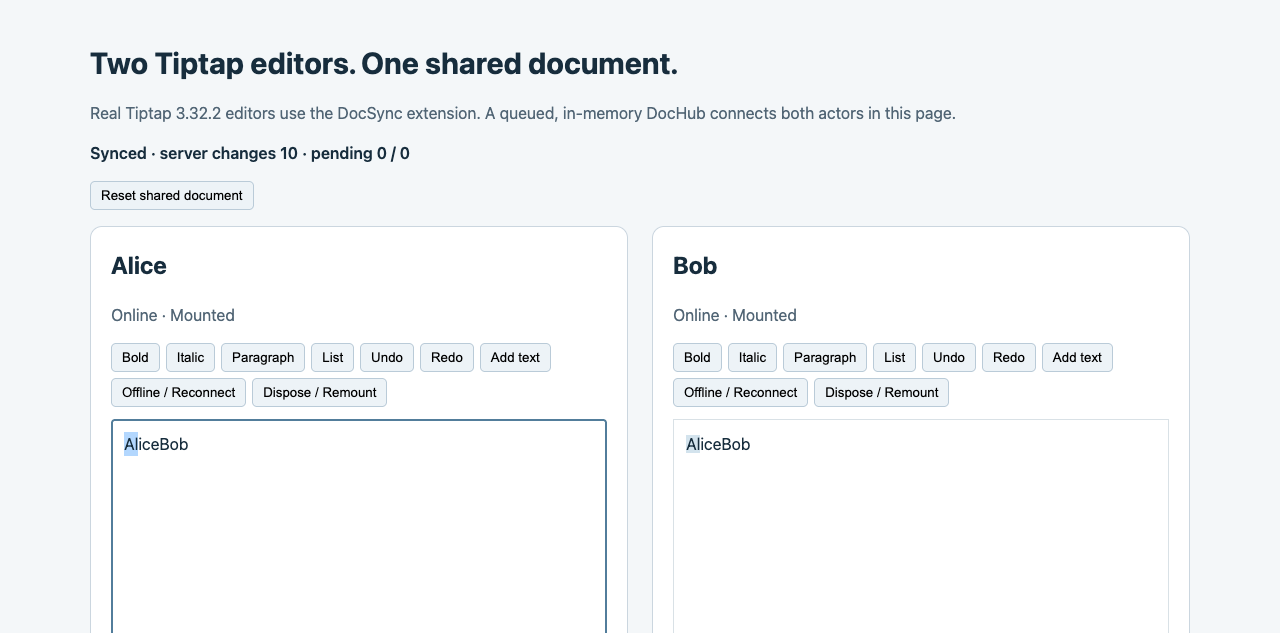 Two Tiptap editors. One shared document.
Real Tiptap 3.32.2 editors use the DocSync extension. A queued, in-memory DocHub connects both actors in this page.
Synced · server changes 10 · pending 0 / 0
Reset shared document
Alice
Online · Mounted
Bold Italic Paragraph List Undo Redo Add text
Offline / Reconnect Dispose / Remount
AliceBob
Bob
Online · Mounted
Bold Italic Paragraph List Undo Redo Add text
Offline / Reconnect Dispose / Remount
AliceBob